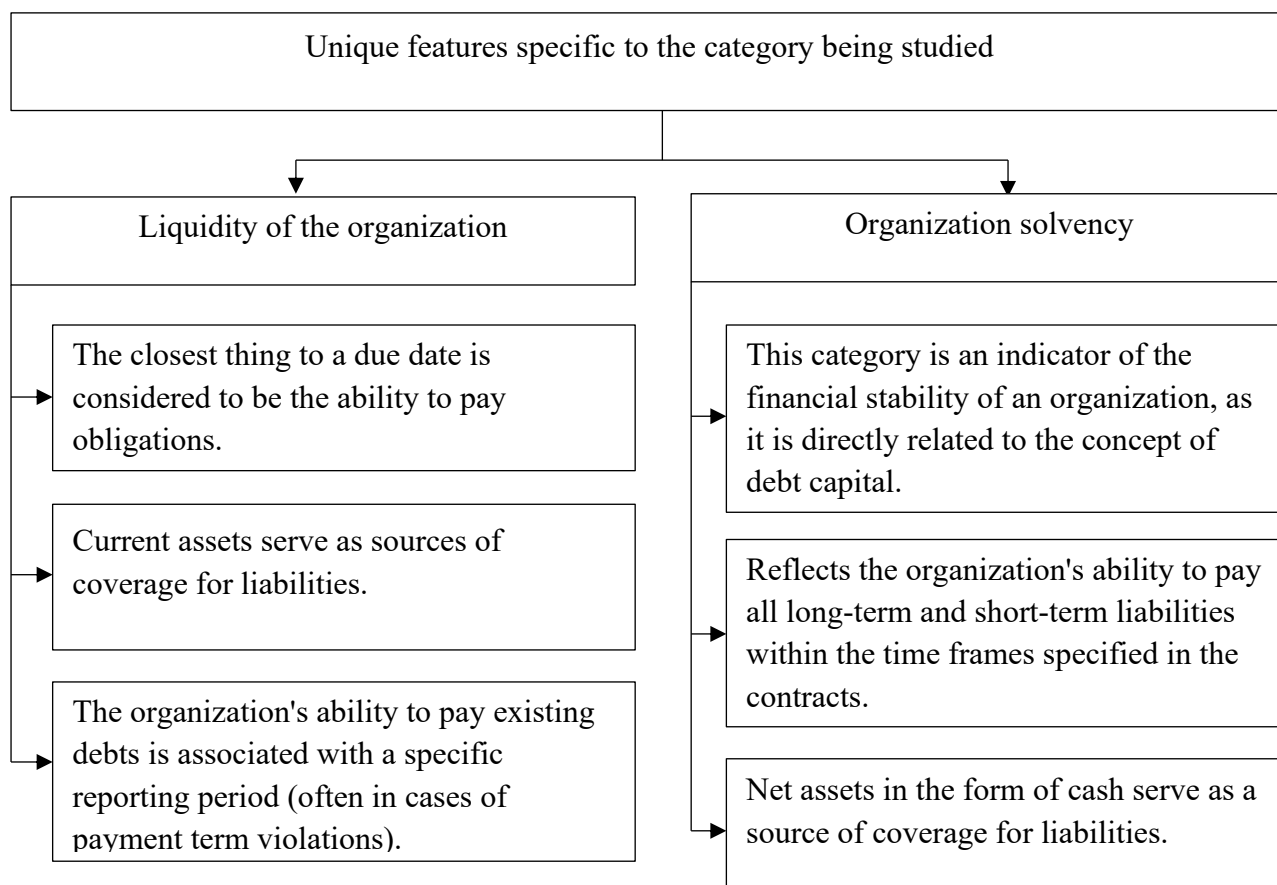 Unique features specific to the category being studied
Liquidity of the organization
The closest thing to a due date is
considered to be the ability to pay
obligations.
Current assets serve as sources of
coverage for liabilities.
The organization's ability to pay existing
debts is associated with a specific
reporting period (often in cases of
payment term violations).
Organization solvency
This category is an indicator of the
financial stability of an organization, as
it is directly related to the concept of
debt capital.
Reflects the organization's ability to pay
all long-term and short-term liabilities
within the time frames specified in the
contracts.
Net assets in the form of cash serve as a
source of coverage for liabilities.